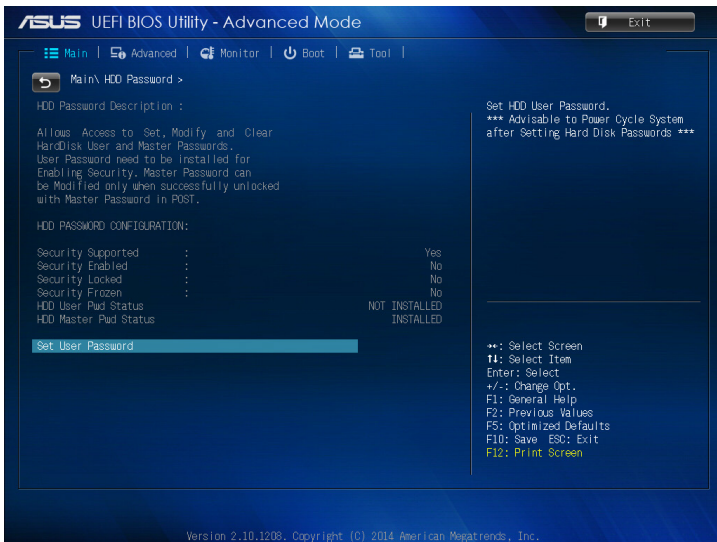 ASUS UEFI BIOS Utility - Advanced Mode
Exit
Main
Advanced
Monitor
Boot
Tool
Main\ HDD Password >
HDD Password Description :
Allows Access to Set, Modify and Clear
HardDisk User and Master Passwords.
User Password need to be installed for
Enabling Security. Master Password can
be Modified only when successfully unlocked
with Master Password in POST.
HDD PASSWORD CONFIGURATION:
Security Supported : Yes
Security Enabled : No
Security Locked : No
Security Frozen : No
HDD User Pwd Status NOT INSTALLED
HDD Master Pwd Status INSTALLED
Set User Password
Set HDD User Password.
*** Advisable to Power Cycle System
after Setting Hard Disk Passwords ***
→←: Select Screen
↑↓: Select Item
Enter: Select
+/-: Change Opt.
F1: General Help
F2: Previous Values
F5: Optimized Defaults
F10: Save ESC: Exit
F12: Print Screen
Version 2.10.1208. Copyright (C) 2014 American Megatrends, Inc.